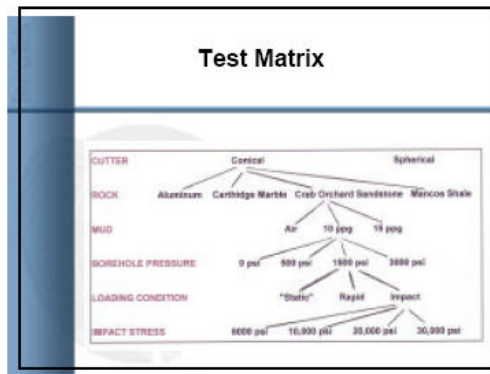 Test Matrix
CUTTER Conical Spherical
ROCK Aluminum Carthidge Marble Crab Orchard Sandstone Mancos Shale
MUD Air 10 ppg 15 ppg
BOREHOLE PRESSURE 0 psi 500 psi 1500 psi 3000 psi
LOADING CONDITION "Static" Rapid Impact
IMPACT STRESS 6000 psi 10,000 psi 20,000 psi 30,000 psi